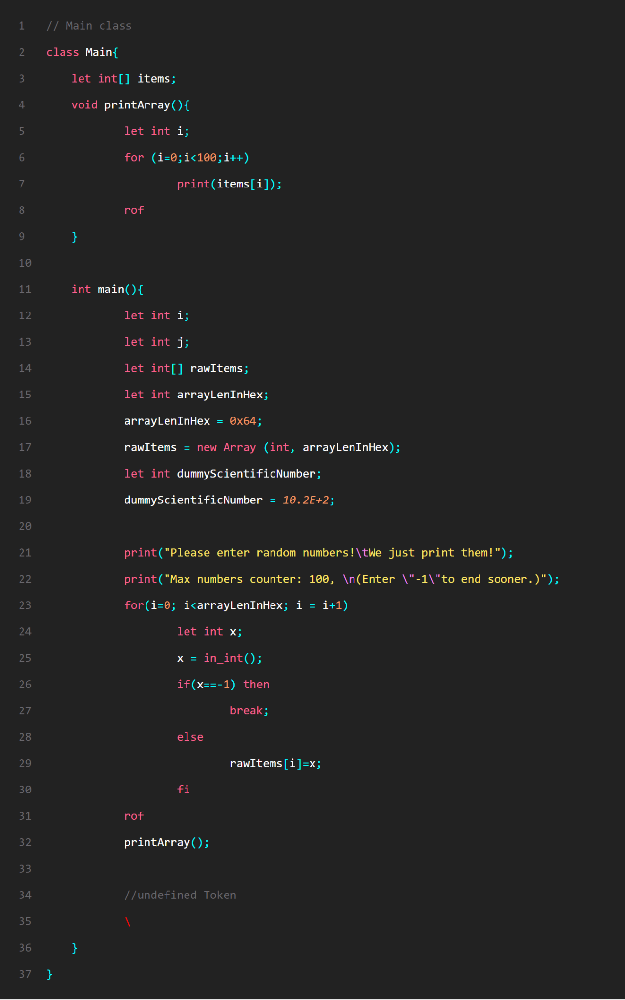 1 // Main class
2 class Main{
3 let int[] items;
4 void printArray(){
5 let int i;
6 for (i=0;i<100;i++)
7 print(items[i]);
8 rof
9 }
10
11 int main(){
12 let int i;
13 let int j;
14 let int[] rawItems;
15 let int arrayLenInHex;
16 arrayLenInHex = 0x64;
17 rawItems = new Array (int, arrayLenInHex);
18 let int dummyScientificNumber;
19 dummyScientificNumber = 10.2E+2;
20
21 print("Please enter random numbers!\tWe just print them!");
22 print("Max numbers counter: 100, \n(Enter \"-1\"to end sooner.)");
23 for(i=0; i<arrayLenInHex; i = i+1)
24 let int x;
25 x = in_int();
26 if(x==-1) then
27 break;
28 else
29 rawItems[i]=x;
30 fi
31 rof
32 printArray();
33
34 //undefined Token
35 \
36 }
37 }